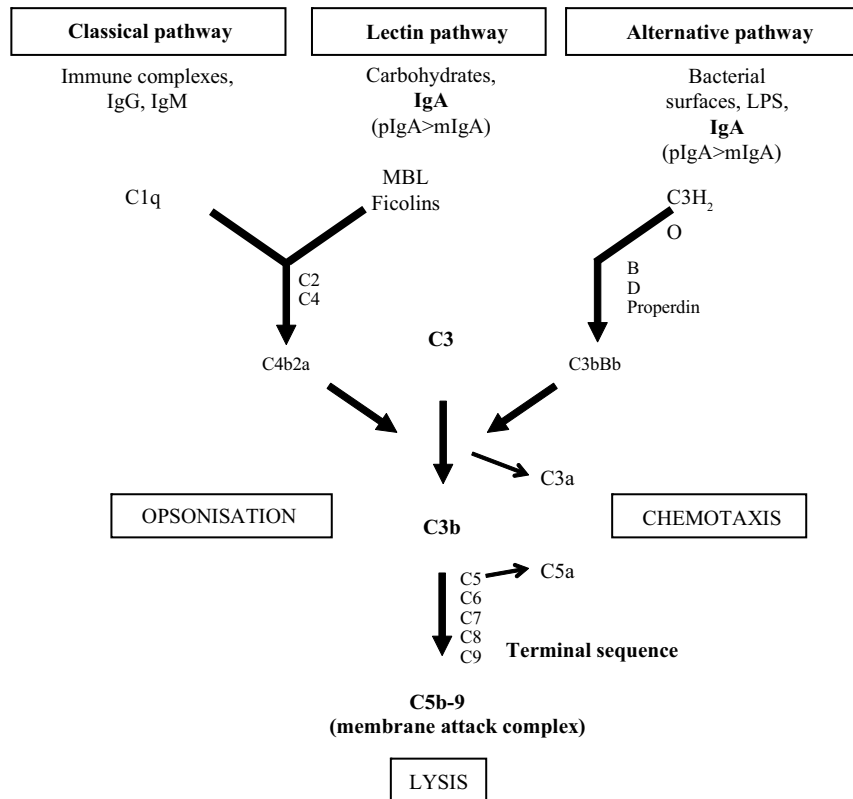 Classical pathway
Lectin pathway
Alternative pathway
Immune complexes,
IgG, IgM
Carbohydrates,
IgA
(pIgA>mIgA)
Bacterial
surfaces, LPS,
IgA
(pIgA>mIgA)
C1q
MBL
Ficolins
C3H₂
O
C2
C4
B
D
Properdin
C4b2a
C3
C3bBb
C3a
OPSONISATION
C3b
CHEMOTAXIS
C5
C6
C7
C8
C9
C5a
Terminal sequence
C5b-9
(membrane attack complex)
LYSIS